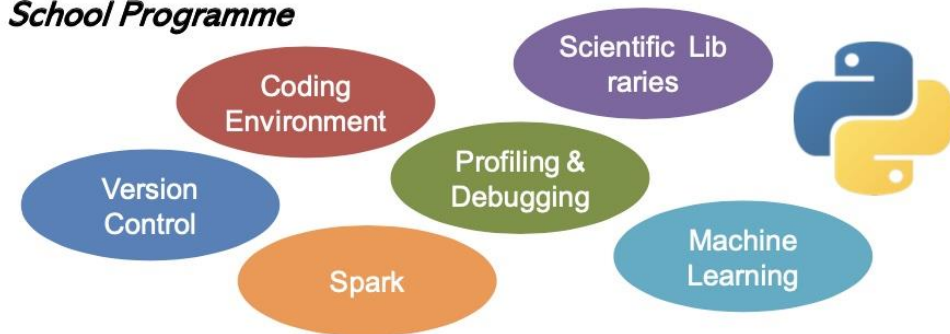 School Programme
Scientific Lib
raries
Coding
Environment
Profiling &
Debugging
Version
Control
Machine
Learning
Spark